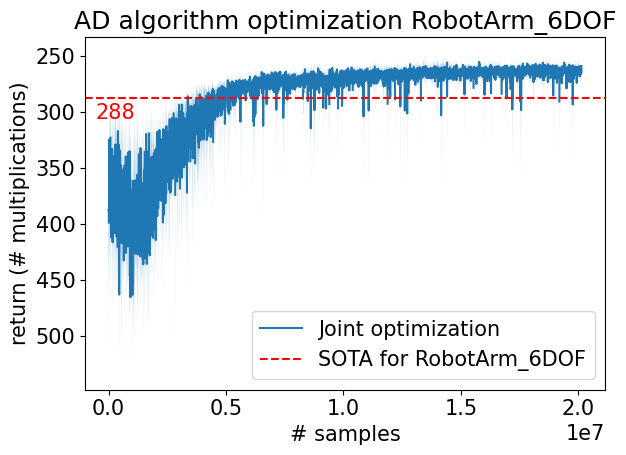 AD algorithm optimization RobotArm_6DOF
return (# multiplications)
250
300
350
400
450
500
288
Joint optimization
SOTA for RobotArm_6DOF
0.0 0.5 1.0 1.5 2.0
1e7
# samples